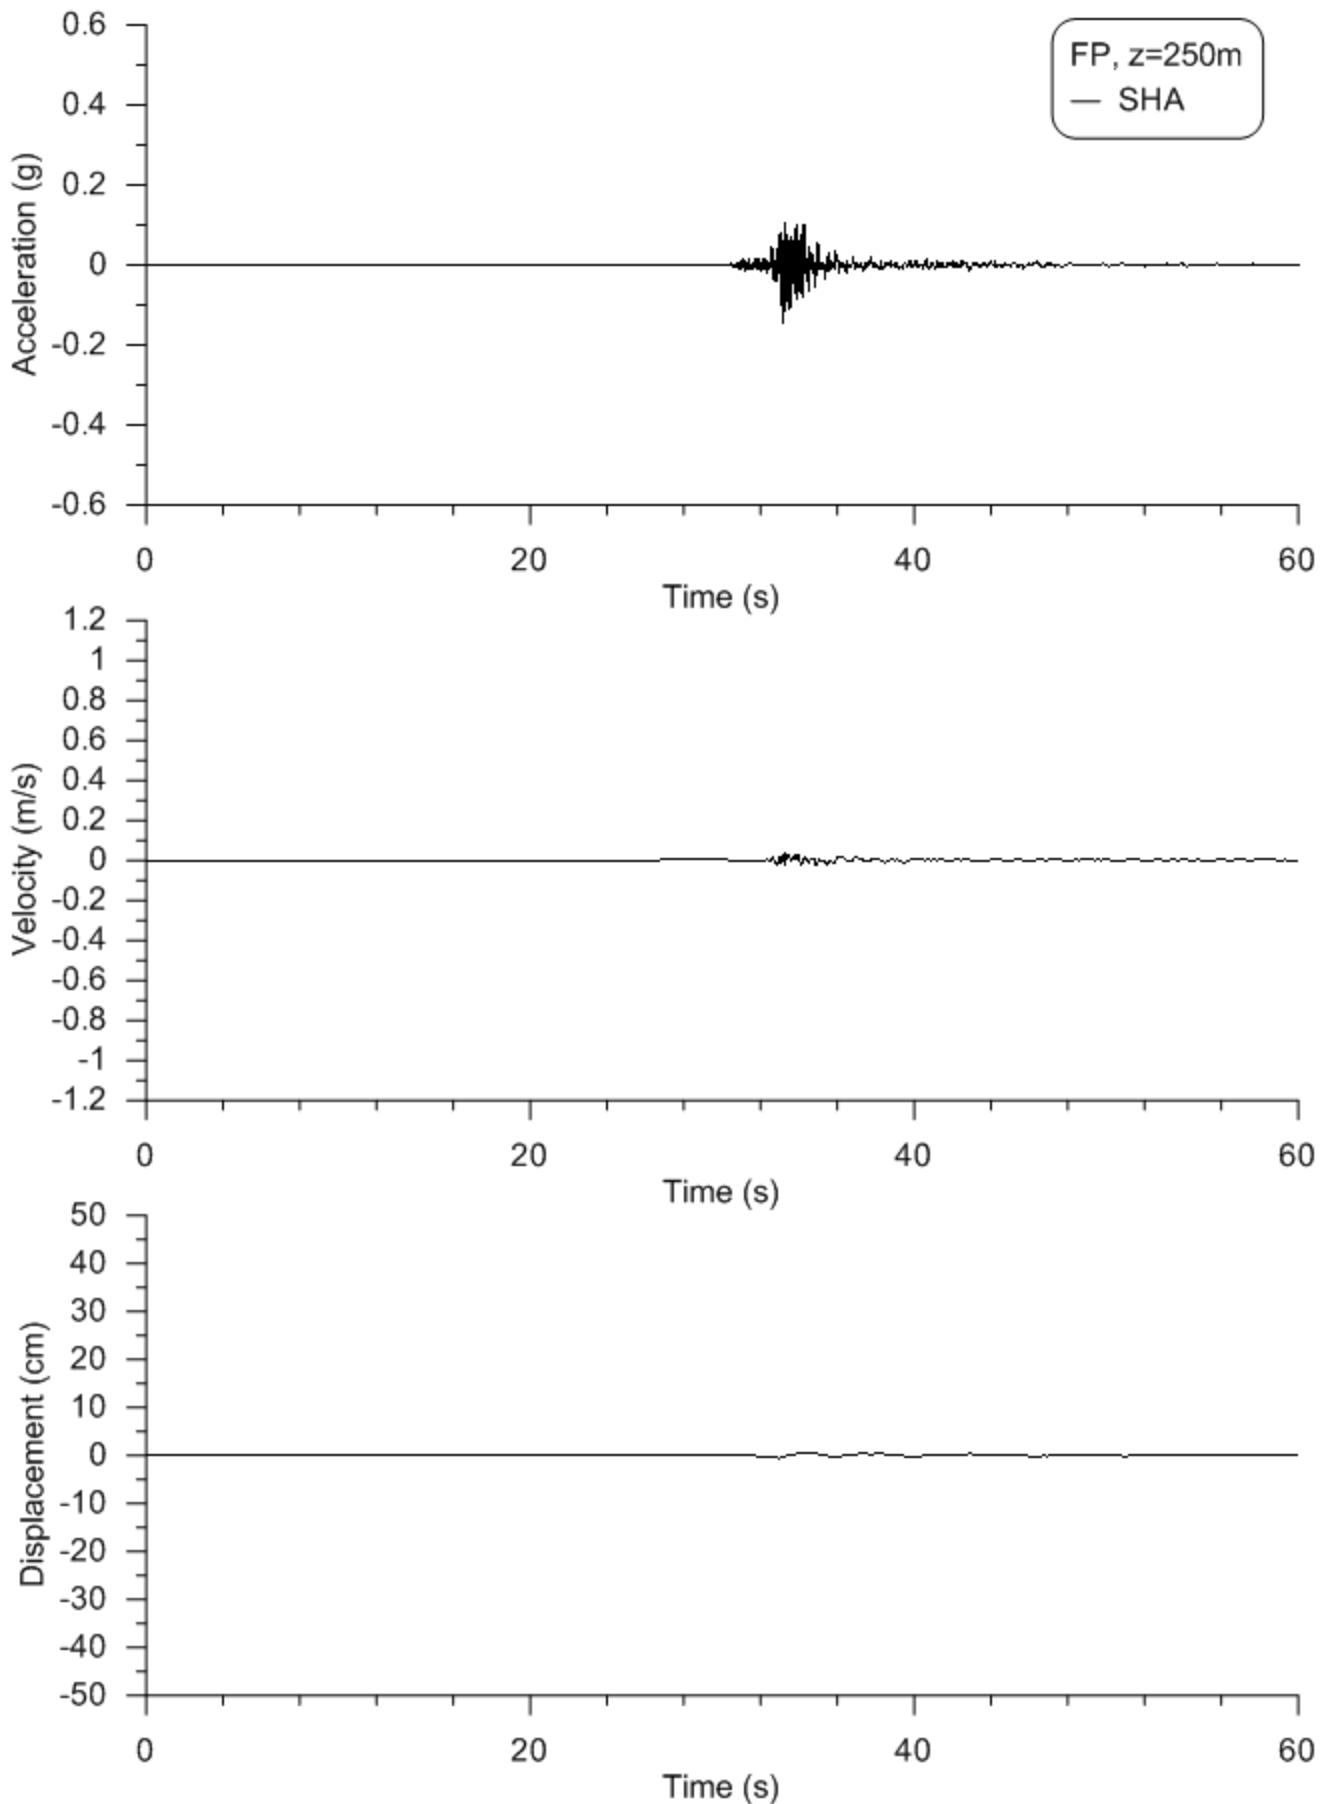 FP, z=250m
— SHA
Acceleration (g)
0.6
0.4
0.2
0
-0.2
-0.4
-0.6
0 20 40 60
Time (s)
Velocity (m/s)
1.2
1
0.8
0.6
0.4
0.2
0
-0.2
-0.4
-0.6
-0.8
-1
-1.2
0 20 40 60
Time (s)
Displacement (cm)
50
40
30
20
10
0
-10
-20
-30
-40
-50
0 20 40 60
Time (s)